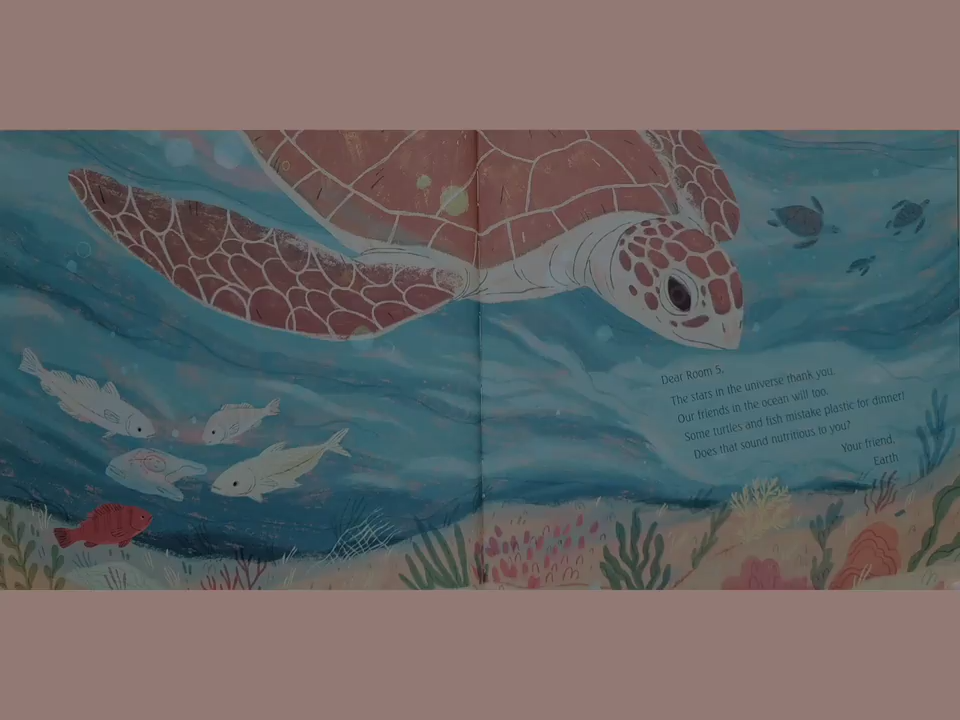 Dear Room 5,
The stars in the universe thank you.
Our friends in the ocean will too.
Some turtles and fish mistake plastic for dinner!
Does that sound nutritious to you?
Your friend,
Earth